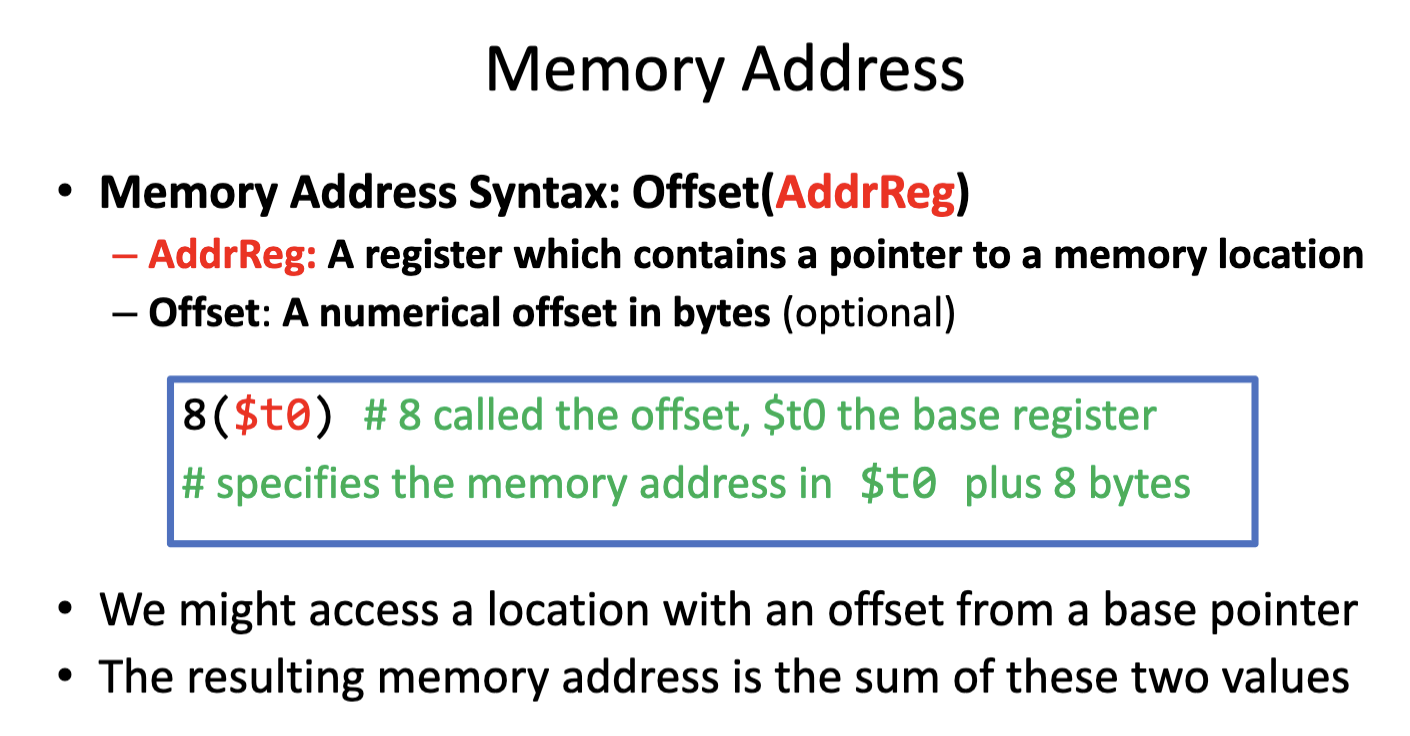 Memory Address
• Memory Address Syntax: Offset(AddrReg)
– AddrReg: A register which contains a pointer to a memory location
– Offset: A numerical offset in bytes (optional)
8($t0) # 8 called the offset, $t0 the base register
# specifies the memory address in $t0 plus 8 bytes
• We might access a location with an offset from a base pointer
• The resulting memory address is the sum of these two values